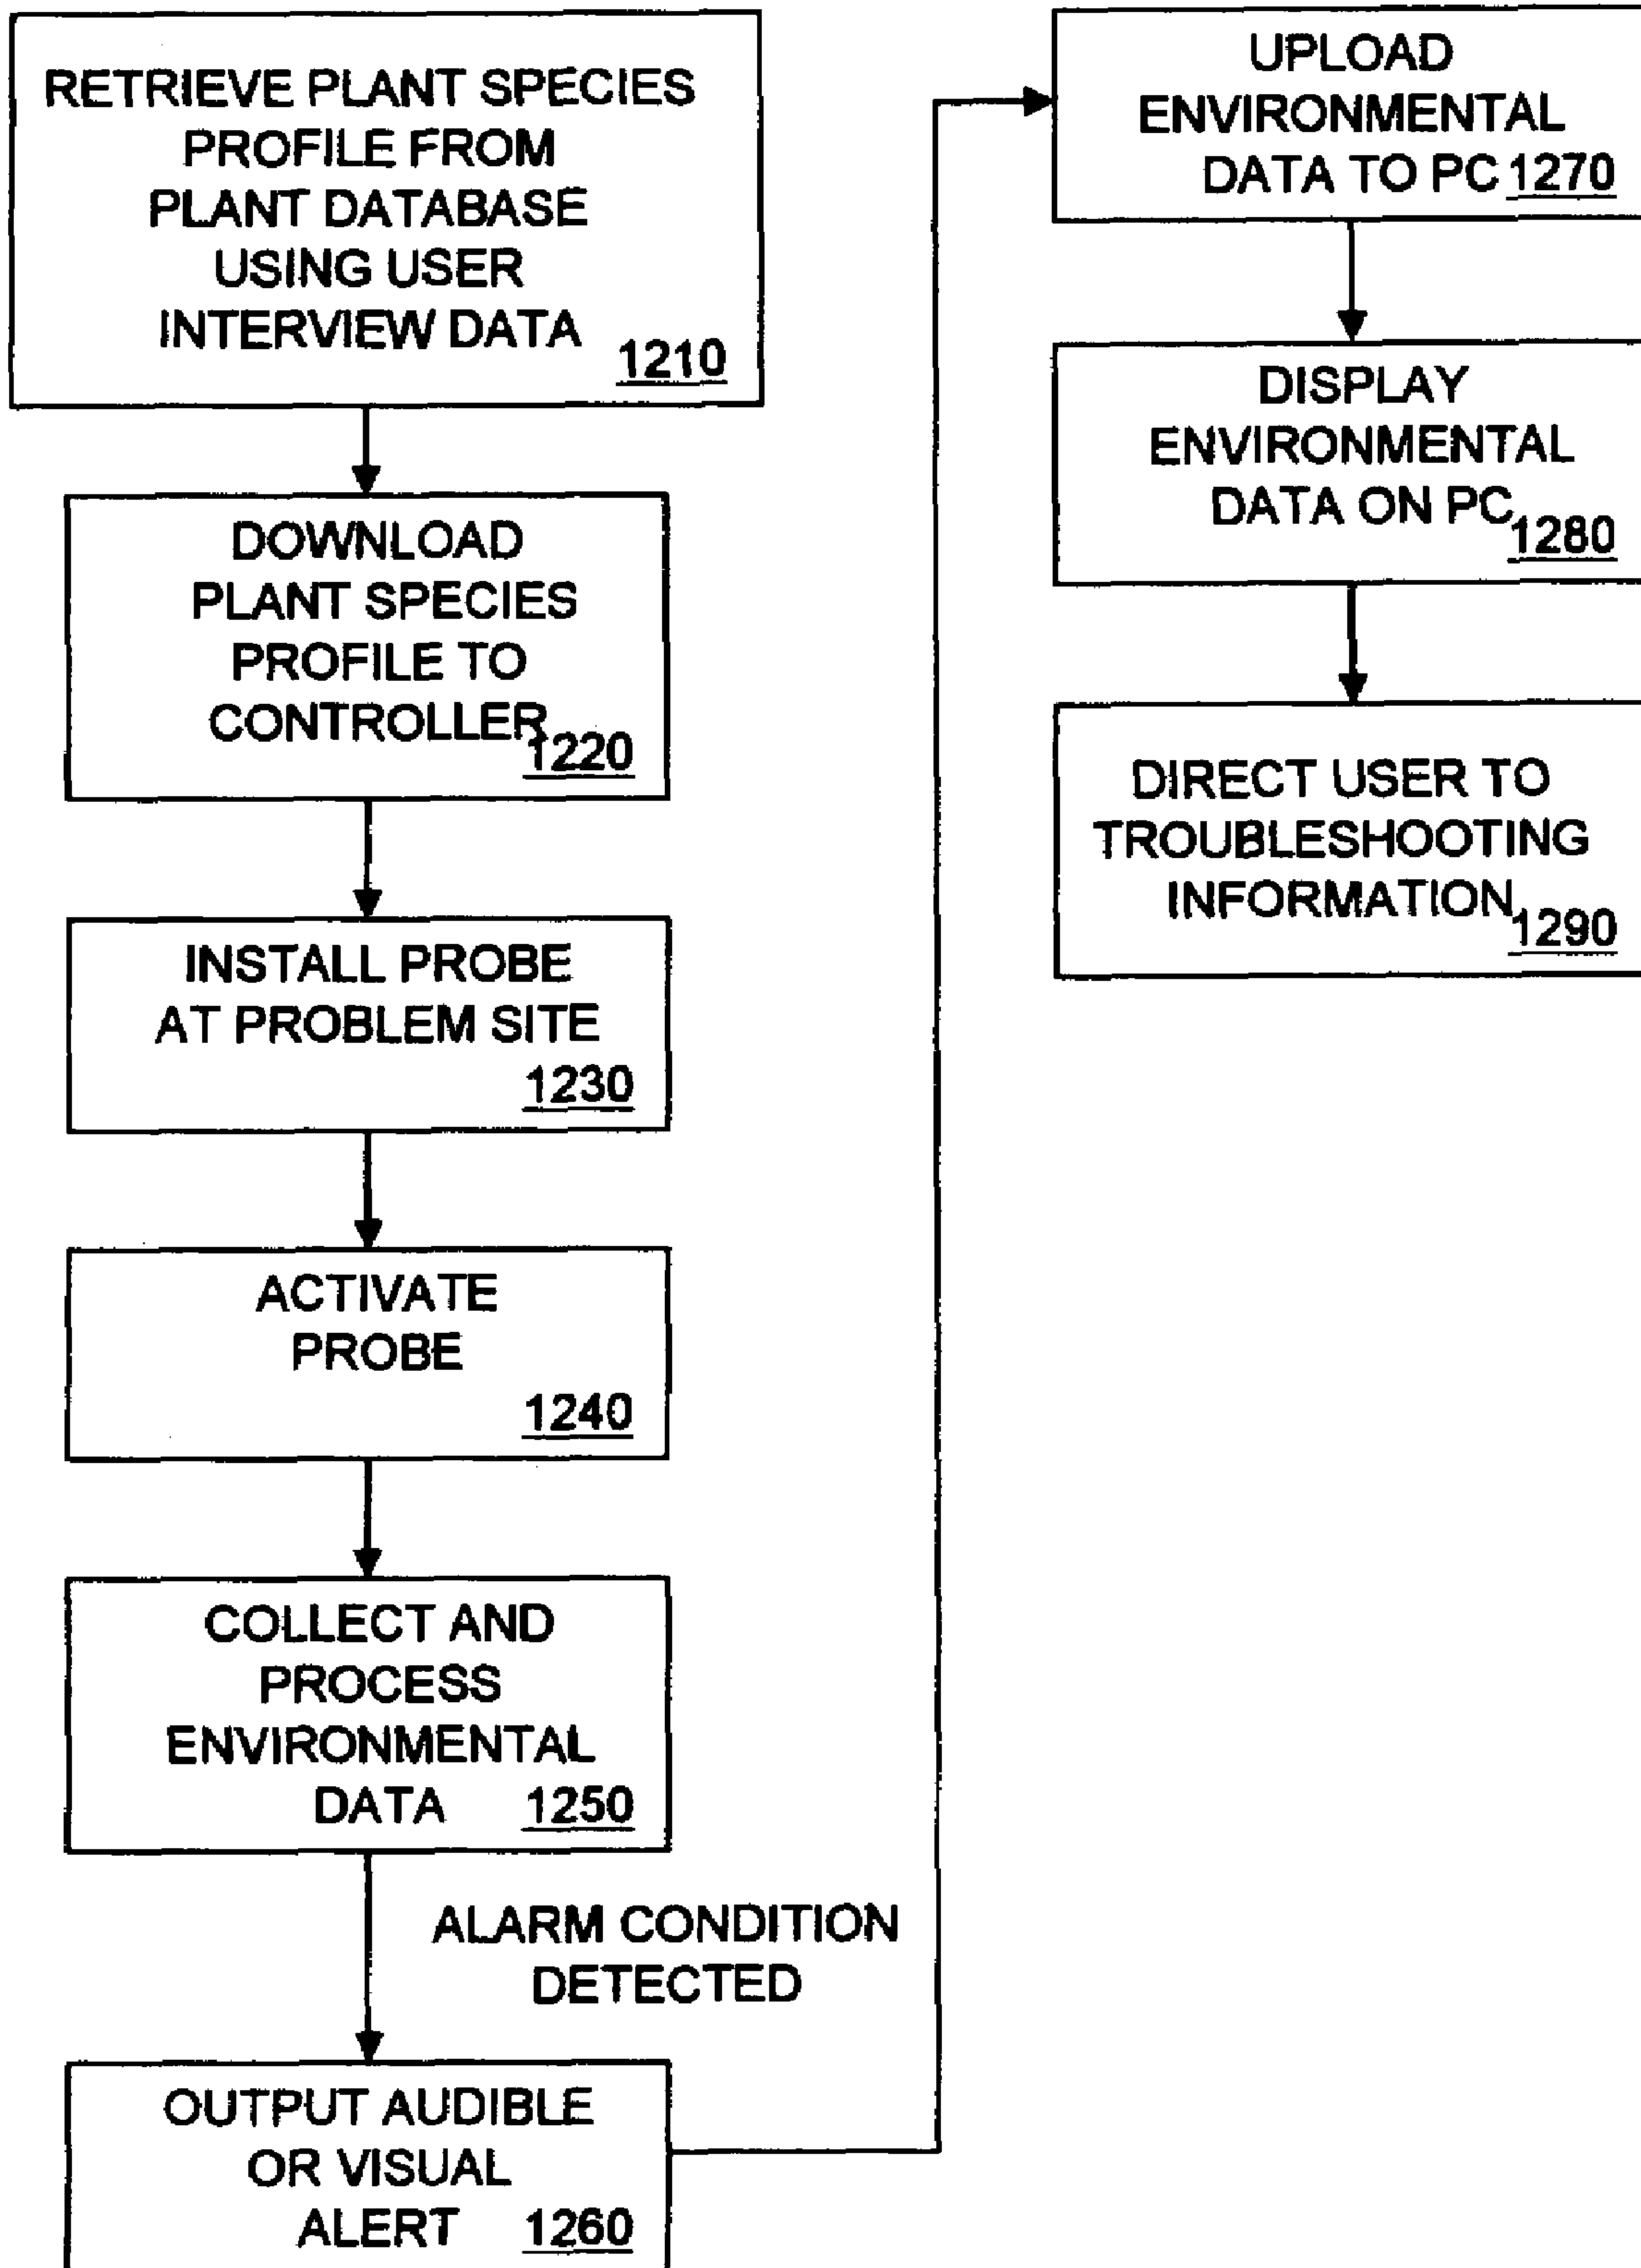 RETRIEVE PLANT SPECIES
PROFILE FROM
PLANT DATABASE
USING USER
INTERVIEW DATA
1210
DOWNLOAD
PLANT SPECIES
PROFILE TO
CONTROLLER
1220
INSTALL PROBE
AT PROBLEM SITE
1230
ACTIVATE
PROBE
1240
COLLECT AND
PROCESS
ENVIRONMENTAL
DATA 1250
ALARM CONDITION
DETECTED
OUTPUT AUDIBLE
OR VISUAL
ALERT 1260
UPLOAD
ENVIRONMENTAL
DATA TO PC 1270
DISPLAY
ENVIRONMENTAL
DATA ON PC
1280
DIRECT USER TO
TROUBLESHOOTING
INFORMATION
1290